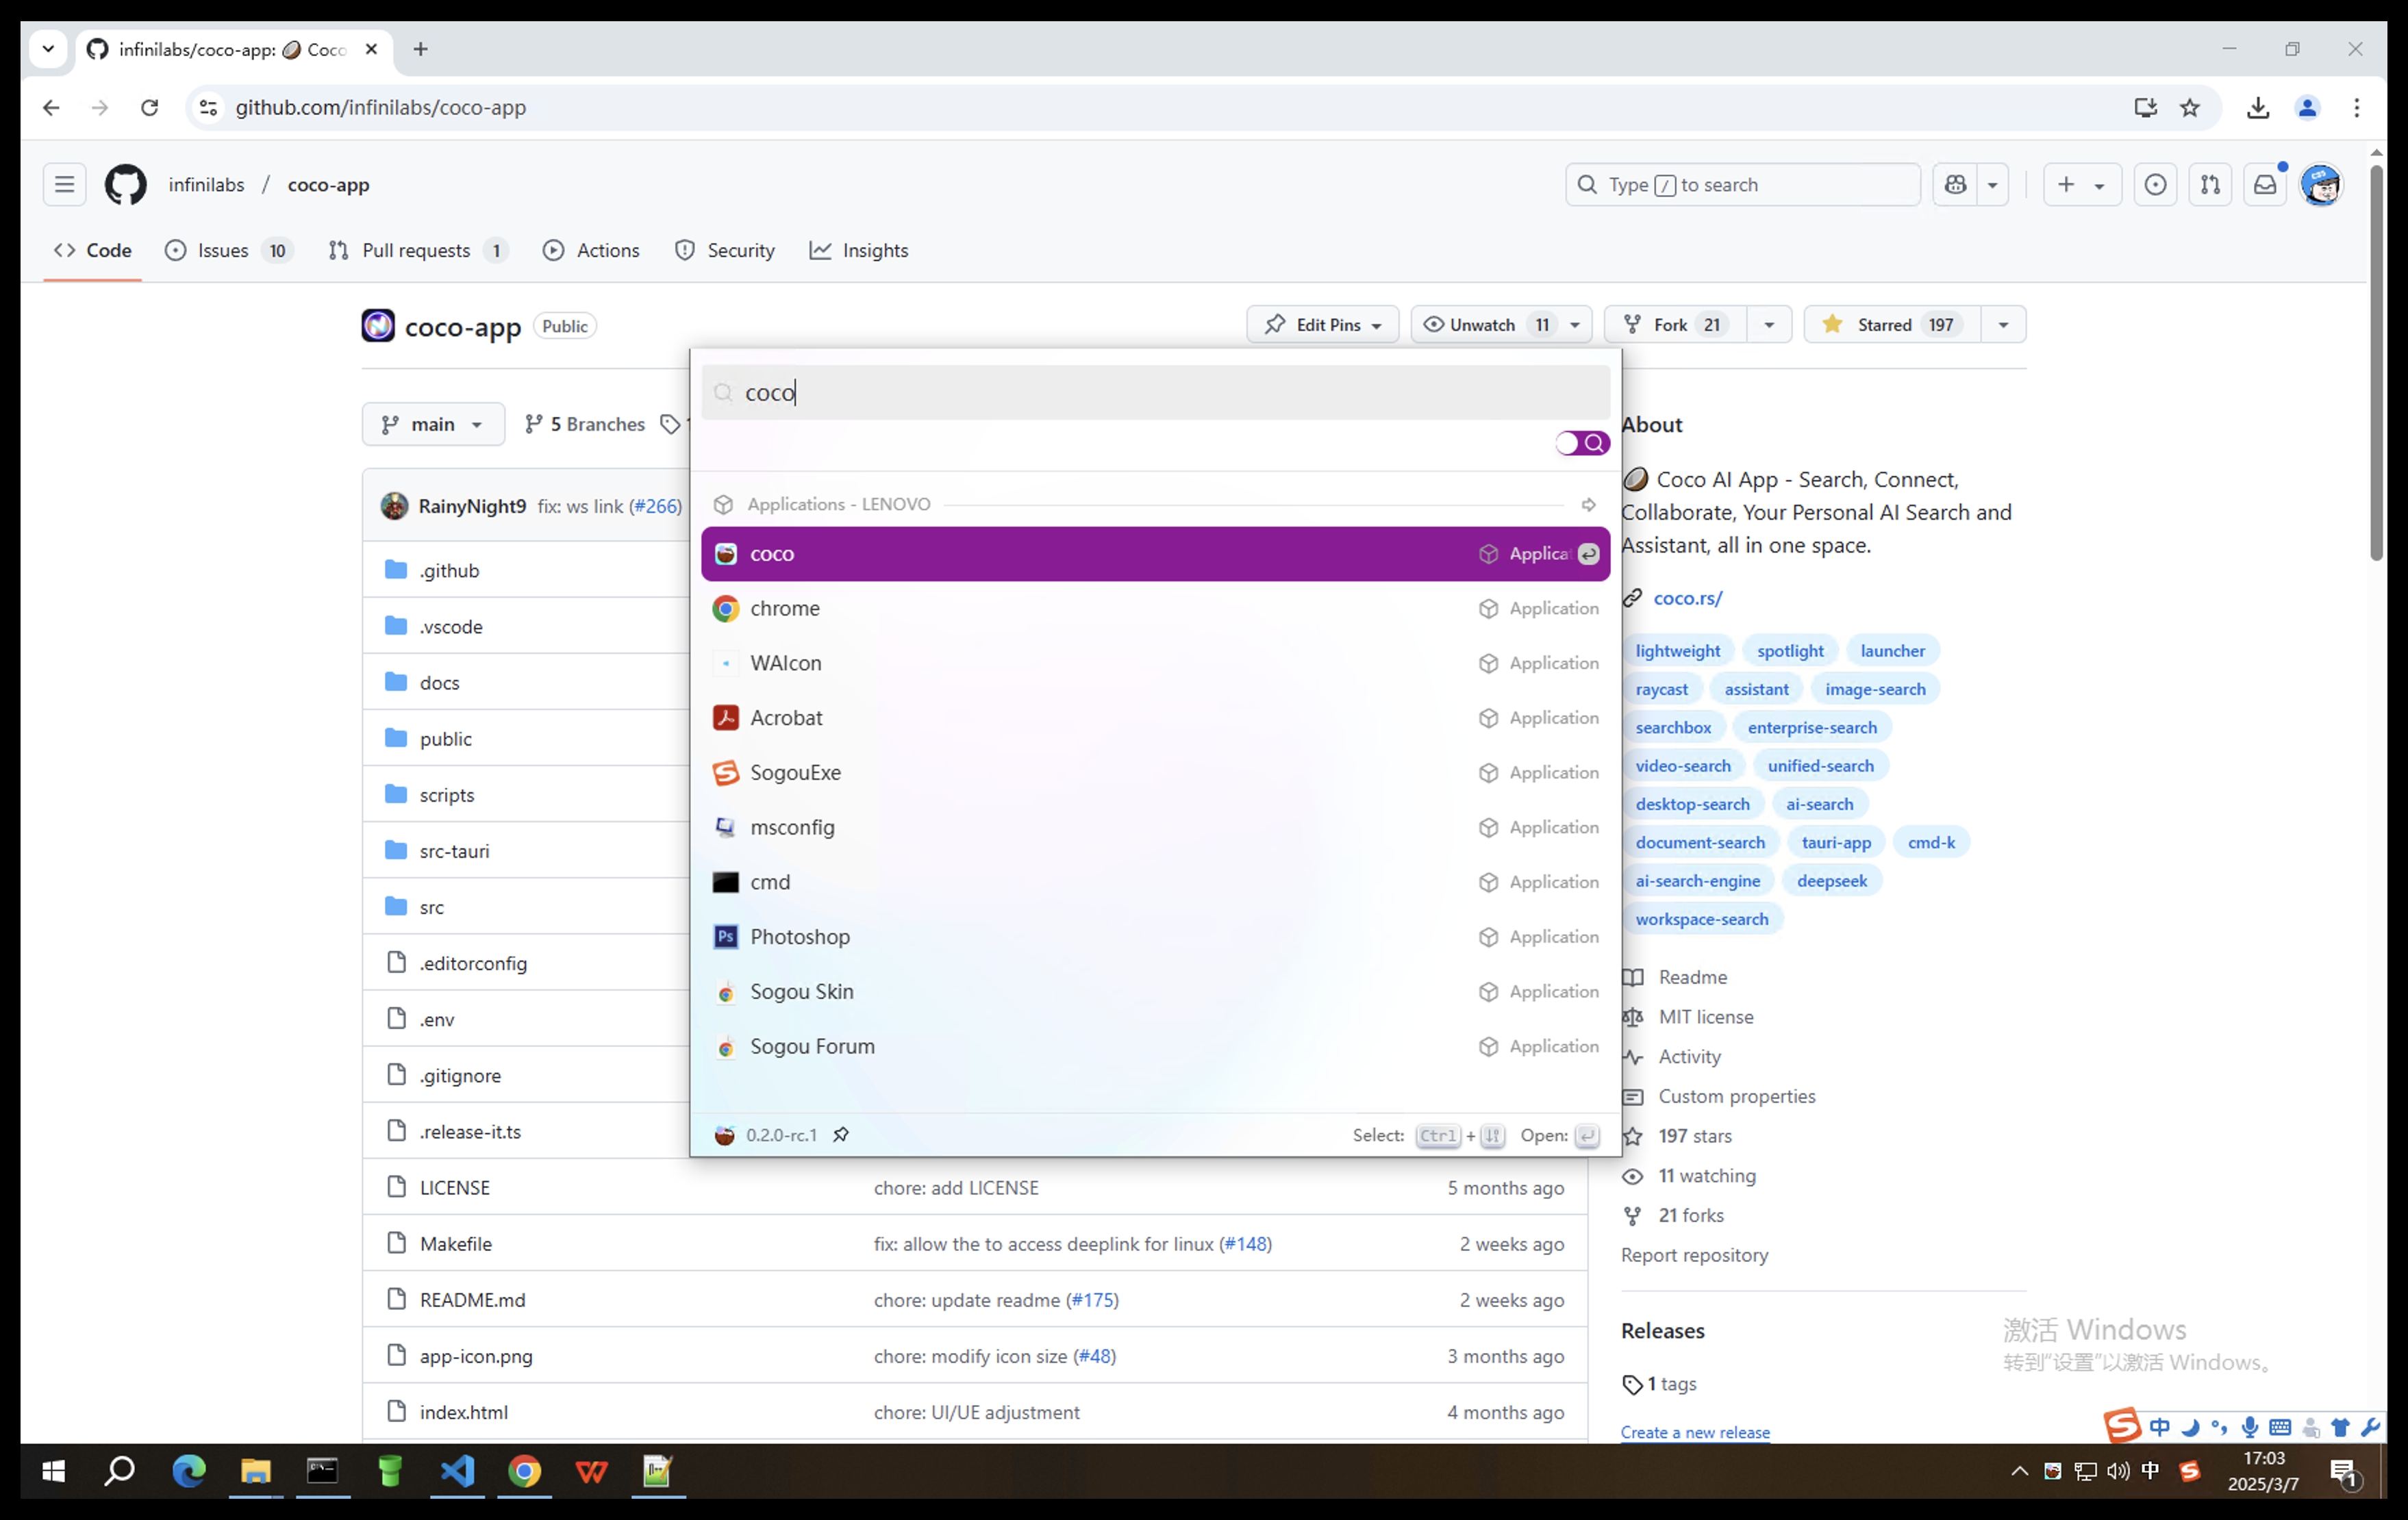 infinilabs/coco-app: 🥥 Coco
github.com/infinilabs/coco-app
infinilabs / coco-app
Type / to search
Code
Issues 10
Pull requests 1
Actions
Security
Insights
coco-app Public
Edit Pins
Unwatch 11
Fork 21
Starred 197
main
5 Branches
RainyNight9 fix: ws link (#266)
.github
.vscode
docs
public
scripts
src-tauri
src
.editorconfig
.env
.gitignore
.release-it.ts
LICENSE chore: add LICENSE 5 months ago
Makefile fix: allow the to access deeplink for linux (#148) 2 weeks ago
README.md chore: update readme (#175) 2 weeks ago
app-icon.png chore: modify icon size (#48) 3 months ago
index.html chore: UI/UE adjustment 4 months ago
coco
Applications - LENOVO
coco Applicat
chrome Application
WAIcon Application
Acrobat Application
SogouExe Application
msconfig Application
cmd Application
Photoshop Application
Sogou Skin Application
Sogou Forum Application
0.2.0-rc.1
Select: Ctrl + Open:
About
🥥 Coco AI App - Search, Connect,
Collaborate, Your Personal AI Search and
Assistant, all in one space.
coco.rs/
lightweight spotlight launcher
raycast assistant image-search
searchbox enterprise-search
video-search unified-search
desktop-search ai-search
document-search tauri-app cmd-k
ai-search-engine deepseek
workspace-search
Readme
MIT license
Activity
Custom properties
197 stars
11 watching
21 forks
Report repository
Releases
1 tags
Create a new release
激活 Windows
转到“设置”以激活 Windows。
中
中
17:03
2025/3/7
1